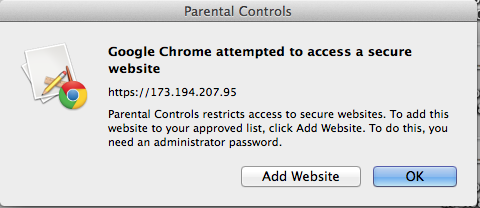 Parental Controls
Google Chrome attempted to access a secure
website
https://173.194.207.95
Parental Controls restricts access to secure websites. To add this
website to your approved list, click Add Website. To do this, you
need an administrator password.
Add Website
OK